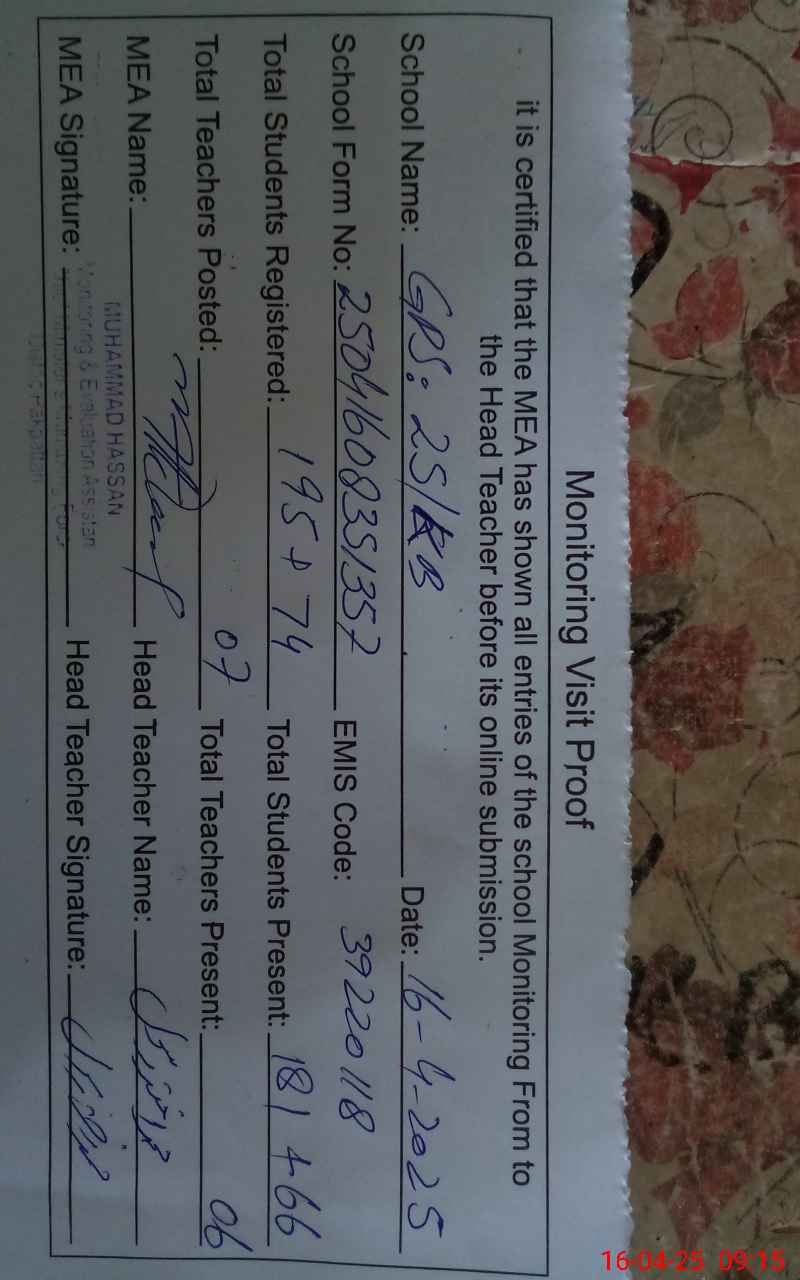 Monitoring Visit Proof
it is certified that the MEA has shown all entries of the school Monitoring From to
the Head Teacher before its online submission.
School Name: GPS: 25/KB Date: 16-4-2025
School Form No: 25041608351357 EMIS Code: 39220118
Total Students Registered: 195+74 Total Students Present: 181+66
Total Teachers Posted: 07 Total Teachers Present: 06
MEA Name: Head Teacher Name:
MUHAMMAD HASSAN
Monitoring & Evaluation Assistan
MEA Signature: Head Teacher Signature:
16-04-25 09:15